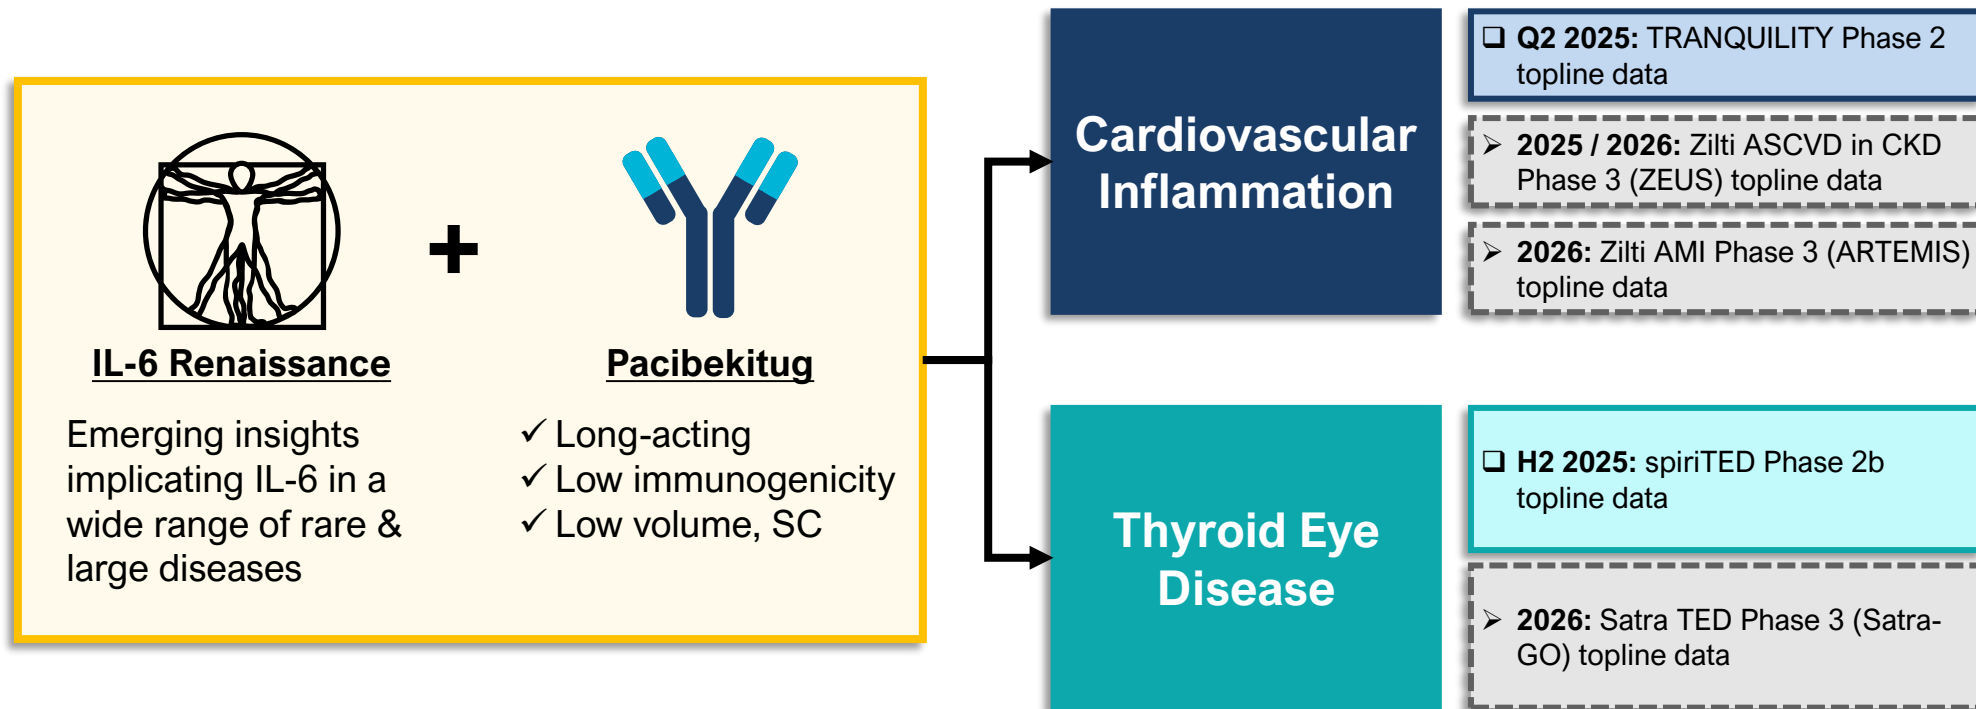 IL-6 Renaissance
Emerging insights
implicating IL-6 in a
wide range of rare &
large diseases
+
Pacibekitug
✓ Long-acting
✓ Low immunogenicity
✓ Low volume, SC
Cardiovascular
Inflammation
❑ Q2 2025: TRANQUILITY Phase 2
topline data
➢ 2025 / 2026: Zilti ASCVD in CKD
Phase 3 (ZEUS) topline data
➢ 2026: Zilti AMI Phase 3 (ARTEMIS)
topline data
Thyroid Eye
Disease
❑ H2 2025: spiriTED Phase 2b
topline data
➢ 2026: Satra TED Phase 3 (Satra-
GO) topline data